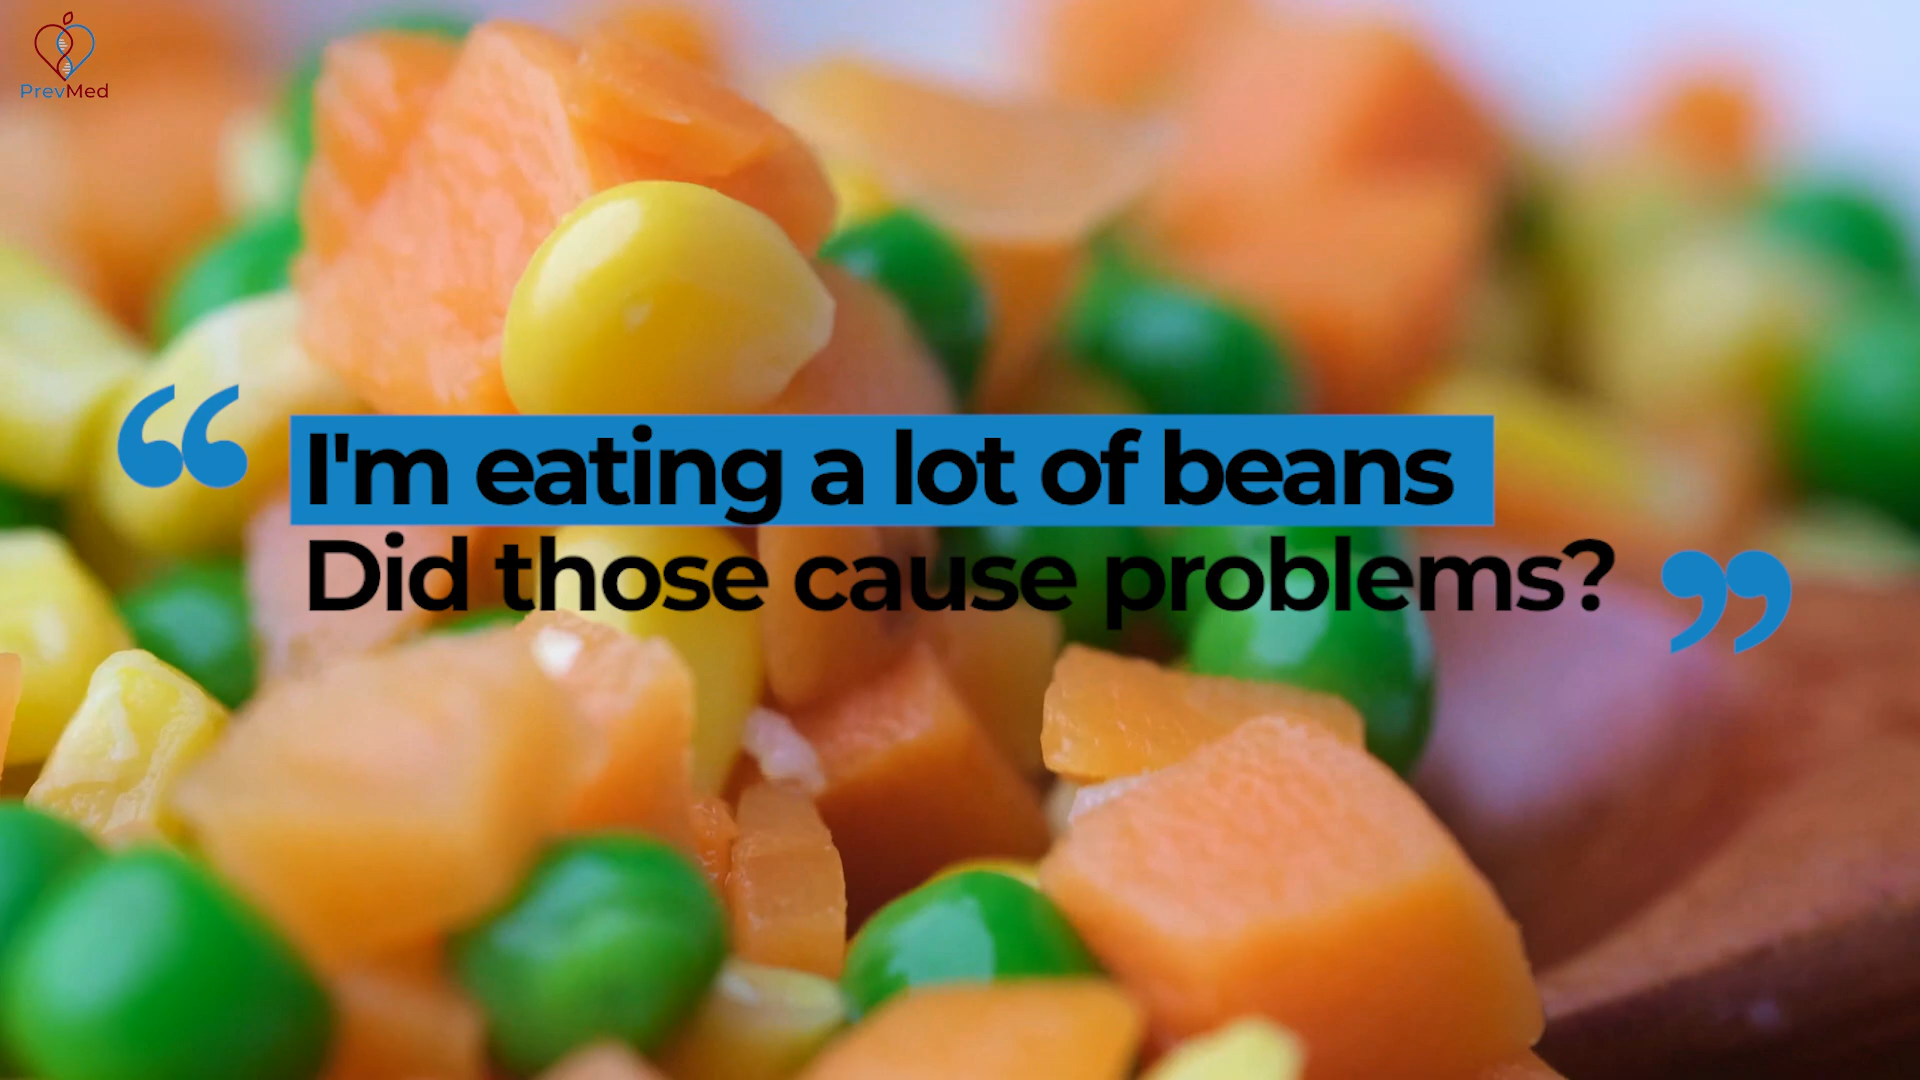 PrevMed
“I'm eating a lot of beans
Did those cause problems?”